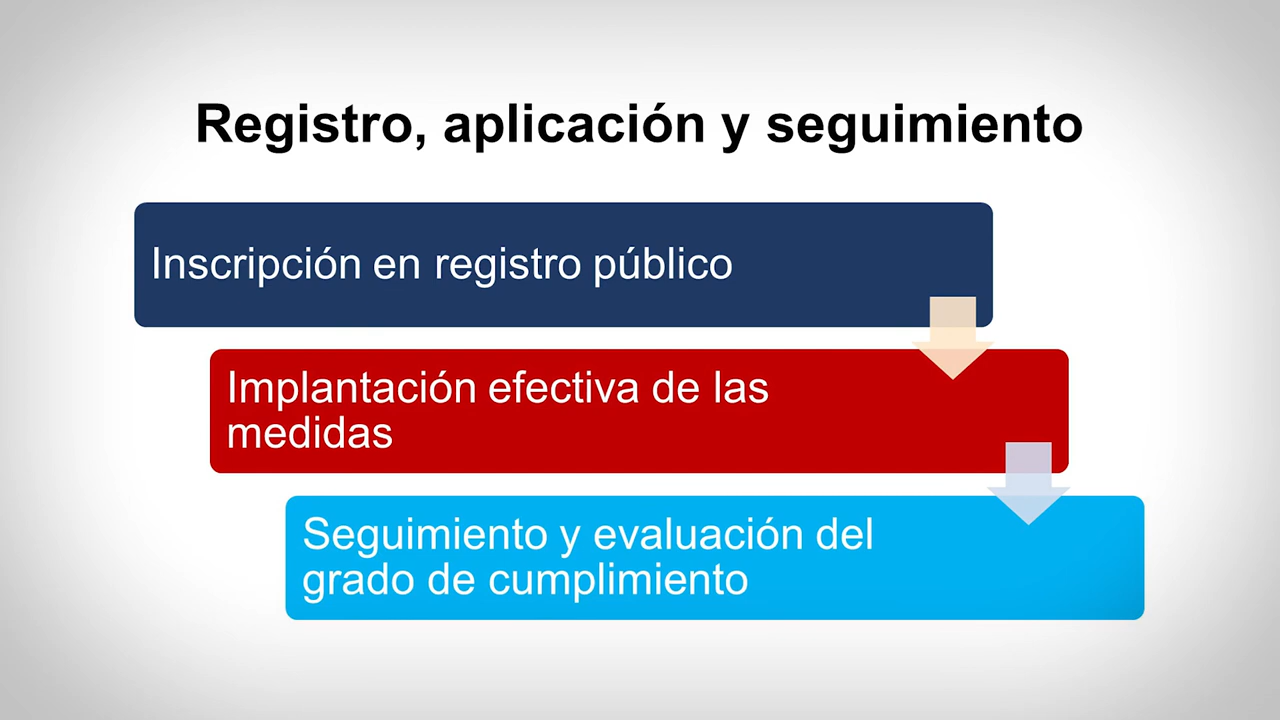 Registro, aplicación y seguimiento
Inscripción en registro público
Implantación efectiva de las
medidas
Seguimiento y evaluación del
grado de cumplimiento